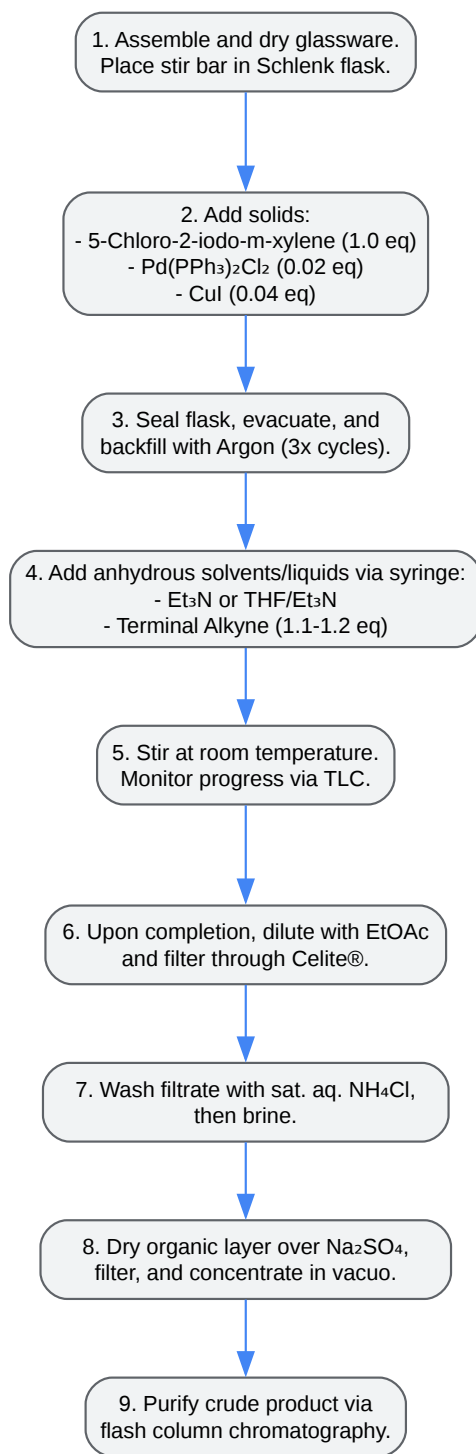 1. Assemble and dry glassware.
Place stir bar in Schlenk flask.
2. Add solids:
- 5-Chloro-2-iodo-m-xylene (1.0 eq)
- Pd(PPh₃)₂Cl₂ (0.02 eq)
- CuI (0.04 eq)
3. Seal flask, evacuate, and
backfill with Argon (3x cycles).
4. Add anhydrous solvents/liquids via syringe:
- Et₃N or THF/Et₃N
- Terminal Alkyne (1.1-1.2 eq)
5. Stir at room temperature.
Monitor progress via TLC.
6. Upon completion, dilute with EtOAc
and filter through Celite®.
7. Wash filtrate with sat. aq. NH₄Cl,
then brine.
8. Dry organic layer over Na₂SO₄,
filter, and concentrate in vacuo.
9. Purify crude product via
flash column chromatography.